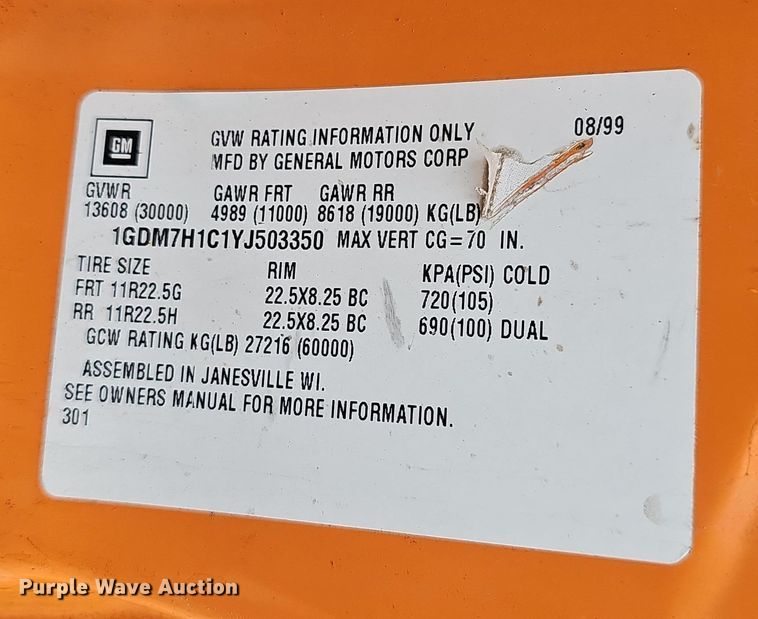 GM
GVW RATING INFORMATION ONLY 08/99
MFD BY GENERAL MOTORS CORP
GVWR GAWR FRT GAWR RR
13608 (30000) 4989 (11000) 8618 (19000) KG(LB)
1GDM7H1C1YJ503350 MAX VERT CG=70 IN.
TIRE SIZE RIM KPA(PSI) COLD
FRT 11R22.5G 22.5X8.25 BC 720(105)
RR 11R22.5H 22.5X8.25 BC 690(100) DUAL
GCW RATING KG(LB) 27216 (60000)
ASSEMBLED IN JANESVILLE WI.
SEE OWNERS MANUAL FOR MORE INFORMATION.
301
Purple Wave Auction